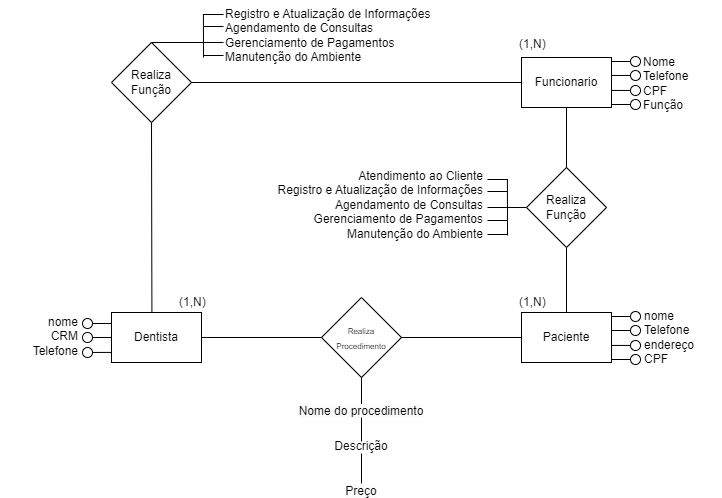 Registro e Atualização de Informações
Agendamento de Consultas
Gerenciamento de Pagamentos
Manutenção do Ambiente
Realiza
Função
(1,N)
Funcionario
Nome
Telefone
CPF
Função
Atendimento ao Cliente
Registro e Atualização de Informações
Agendamento de Consultas
Gerenciamento de Pagamentos
Manutenção do Ambiente
Realiza
Função
(1,N)
nome
CRM
Telefone
Dentista
Realiza
Procedimento
(1,N)
Paciente
nome
Telefone
endereço
CPF
Nome do procedimento
Descrição
Preço